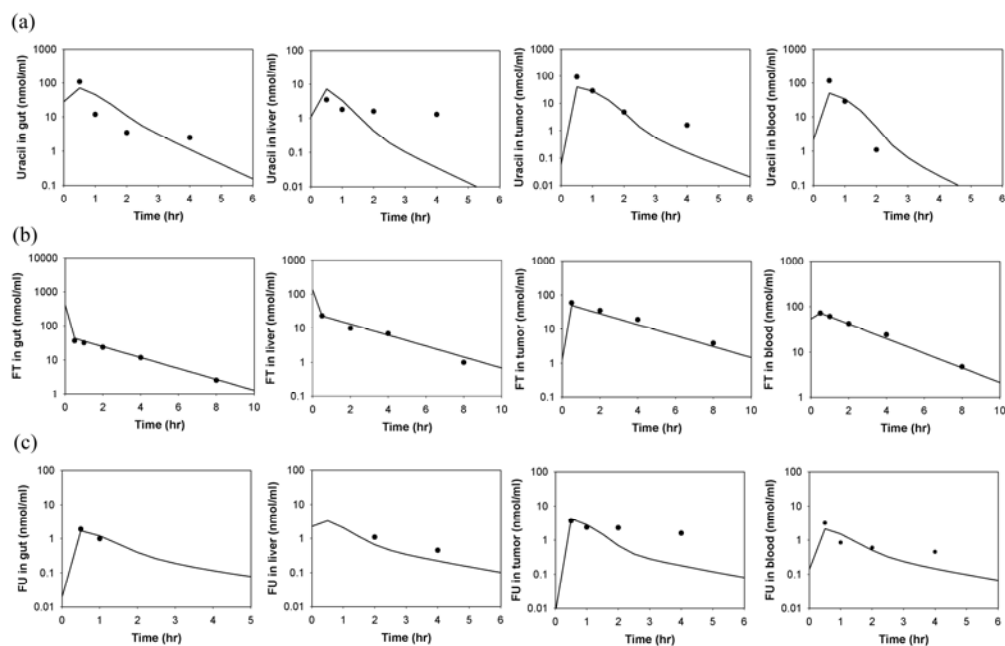 (a)
Uracil in gut (nmol/ml)
1000
100
10
1
0.1
0 1 2 3 4 5 6
Time (hr)
Uracil in liver (nmol/ml)
1000
100
10
1
0.1
0.01
0 1 2 3 4 5 6
Time (hr)
Uracil in tumor (nmol/ml)
1000
100
10
1
0.1
0.01
0 1 2 3 4 5 6
Time (hr)
Uracil in blood (nmol/ml)
1000
100
10
1
0.1
0 1 2 3 4 5 6
Time (hr)
(b)
FT in gut (nmol/ml)
10000
1000
100
10
1
0 2 4 6 8 10
Time (hr)
FT in liver (nmol/ml)
1000
100
10
1
0.1
0 2 4 6 8 10
Time (hr)
FT in tumor (nmol/ml)
1000
100
10
1
0.1
0 2 4 6 8 10
Time (hr)
FT in blood (nmol/ml)
1000
100
10
1
0 2 4 6 8 10
Time (hr)
(c)
FU in gut (nmol/ml)
100
10
1
0.1
0.01
0 1 2 3 4 5
Time (hr)
FU in liver (nmol/ml)
100
10
1
0.1
0.01
0 1 2 3 4 5 6
Time (hr)
FU in tumor (nmol/ml)
100
10
1
0.1
0.01
0 1 2 3 4 5 6
Time (hr)
FU in blood (nmol/ml)
100
10
1
0.1
0.01
0 1 2 3 4 5 6
Time (hr)